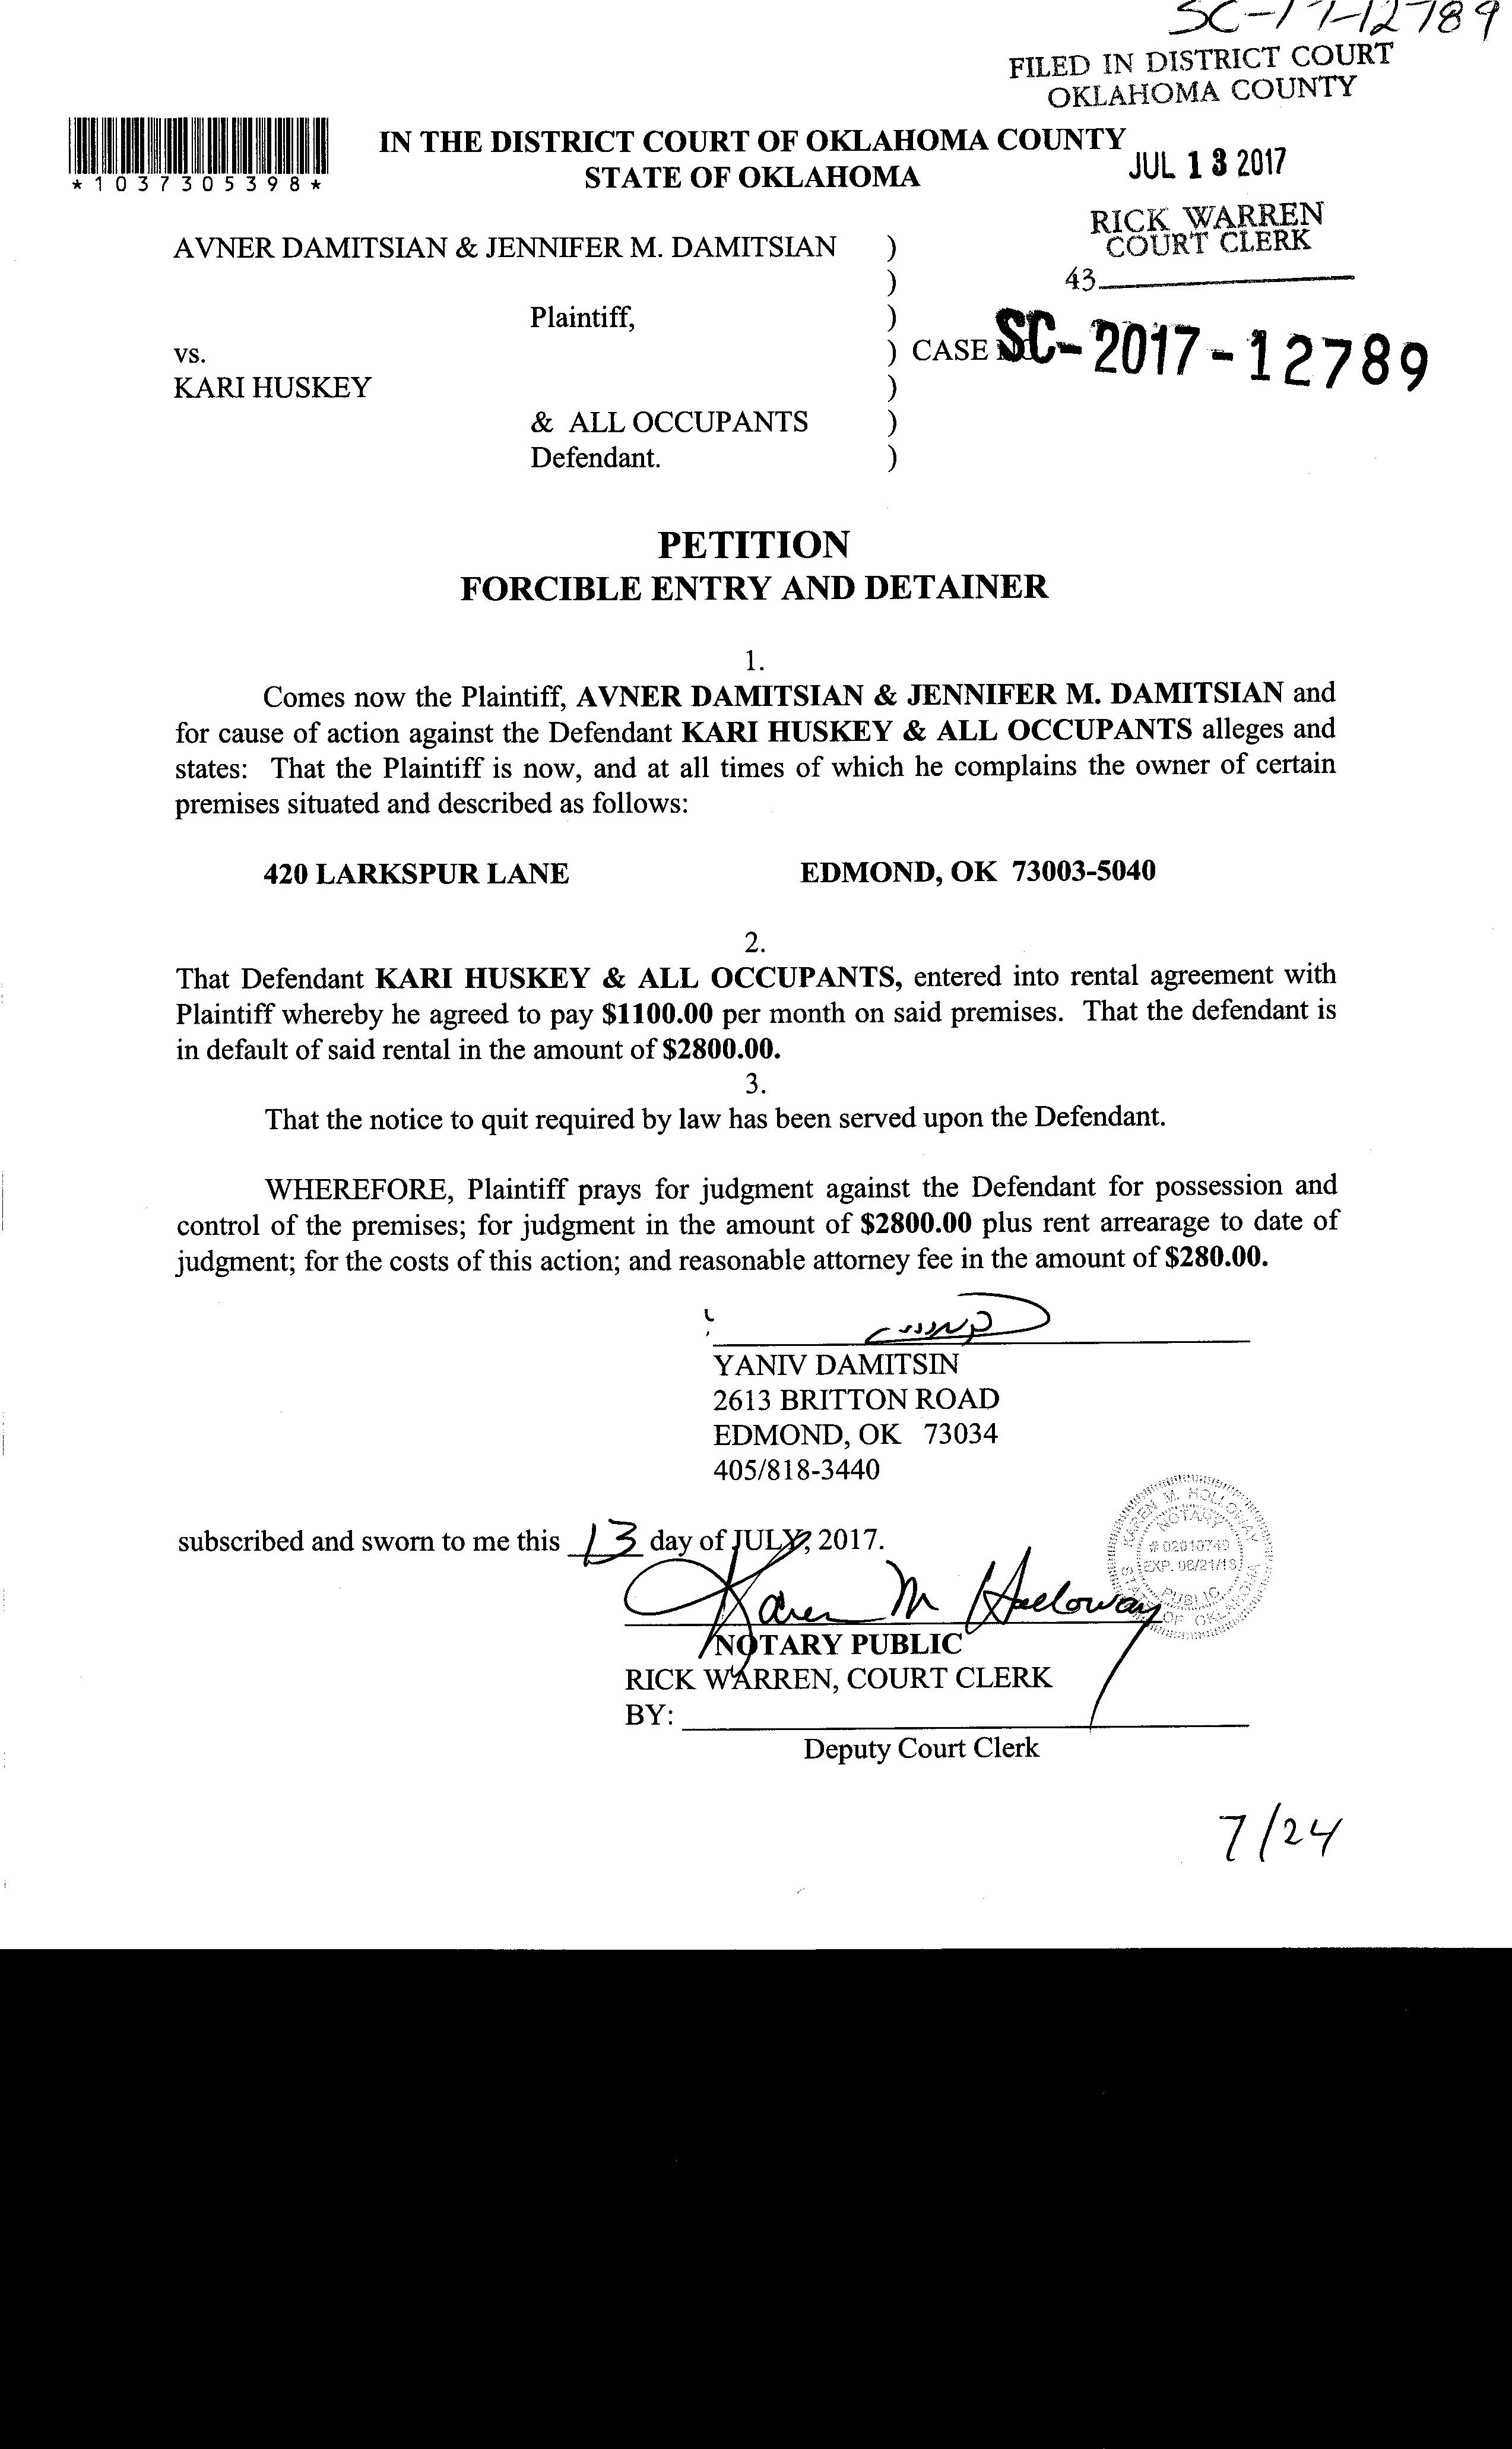 SC-17-12789
FILED IN DISTRICT COURT
OKLAHOMA COUNTY
IN THE DISTRICT COURT OF OKLAHOMA COUNTY
STATE OF OKLAHOMA
JUL 13 2017
*1037305398*
RICK WARREN
COURT CLERK
43
AVNER DAMITSIAN & JENNIFER M. DAMITSIAN )
)
Plaintiff, )
vs. ) CASE NO. SC-2017-12789
KARI HUSKEY )
& ALL OCCUPANTS )
Defendant. )
PETITION
FORCIBLE ENTRY AND DETAINER
1.
Comes now the Plaintiff, AVNER DAMITSIAN & JENNIFER M. DAMITSIAN and
for cause of action against the Defendant KARI HUSKEY & ALL OCCUPANTS alleges and
states: That the Plaintiff is now, and at all times of which he complains the owner of certain
premises situated and described as follows:
420 LARKSPUR LANE EDMOND, OK 73003-5040
2.
That Defendant KARI HUSKEY & ALL OCCUPANTS, entered into rental agreement with
Plaintiff whereby he agreed to pay $1100.00 per month on said premises. That the defendant is
in default of said rental in the amount of $2800.00.
3.
That the notice to quit required by law has been served upon the Defendant.
WHEREFORE, Plaintiff prays for judgment against the Defendant for possession and
control of the premises; for judgment in the amount of $2800.00 plus rent arrearage to date of
judgment; for the costs of this action; and reasonable attorney fee in the amount of $280.00.
YANIV DAMITSIN
2613 BRITTON ROAD
EDMOND, OK 73034
405/818-3440
subscribed and sworn to me this 13 day of JULY, 2017.
Karen M Holloway
KAREN M. HOLLOWAY
NOTARY
# 02010740
EXP. 06/21/18
PUBLIC
STATE OF OKLAHOMA
NOTARY PUBLIC
RICK WARREN, COURT CLERK
BY:
Deputy Court Clerk
7/24